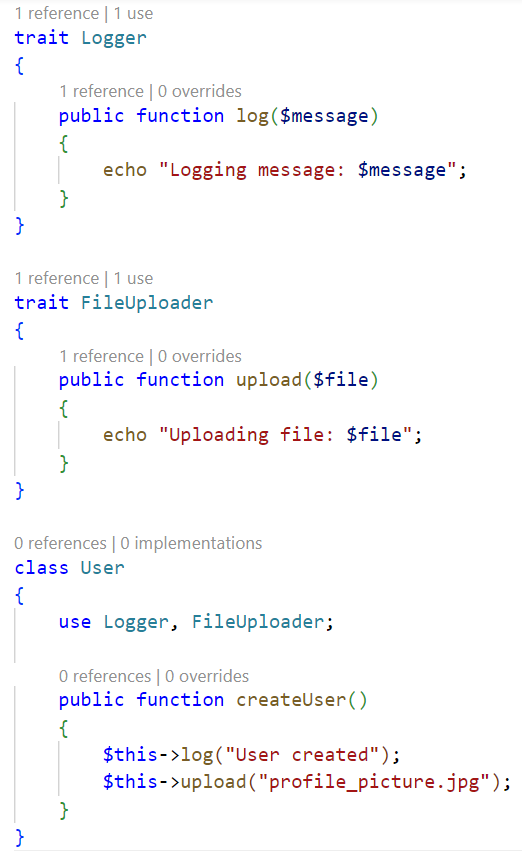 1 reference | 1 use
trait Logger
{
1 reference | 0 overrides
public function log($message)
{
echo "Logging message: $message";
}
}
1 reference | 1 use
trait FileUploader
{
1 reference | 0 overrides
public function upload($file)
{
echo "Uploading file: $file";
}
}
0 references | 0 implementations
class User
{
use Logger, FileUploader;
0 references | 0 overrides
public function createUser()
{
$this->log("User created");
$this->upload("profile_picture.jpg");
}
}